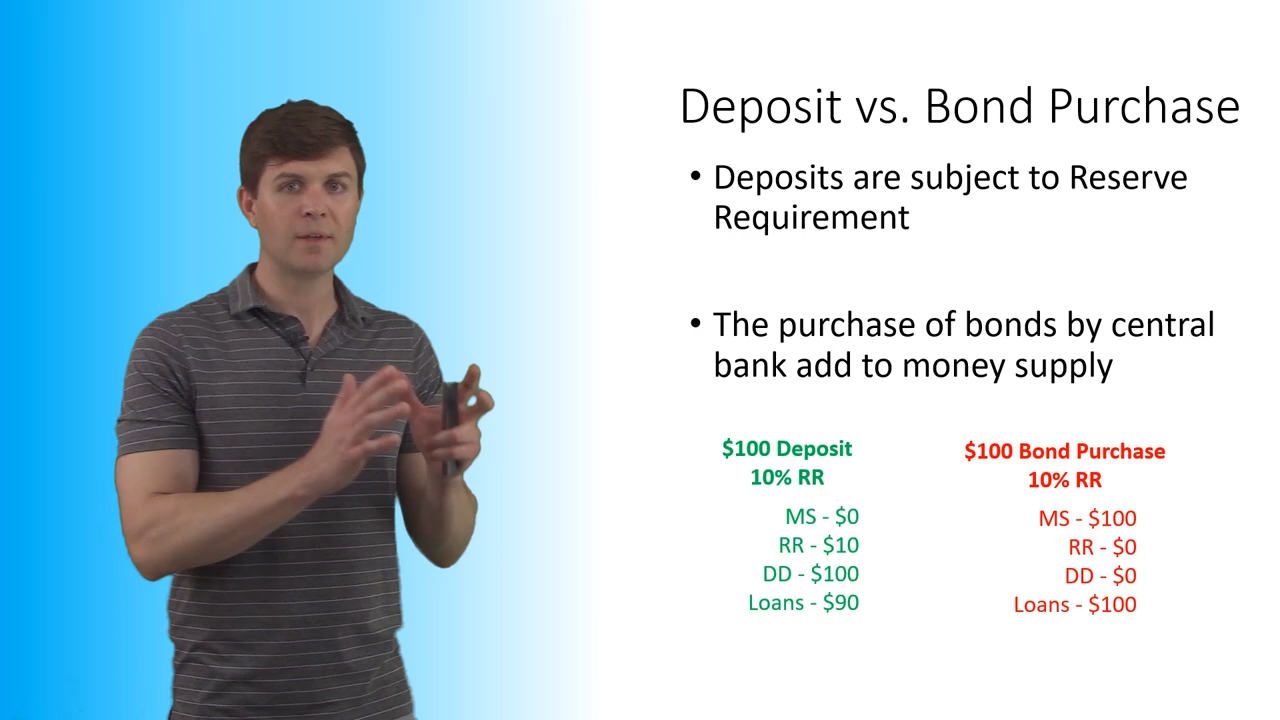 Deposit vs. Bond Purchase
• Deposits are subject to Reserve
Requirement
• The purchase of bonds by central
bank add to money supply
$100 Deposit
10% RR
MS - $0
RR - $10
DD - $100
Loans - $90
$100 Bond Purchase
10% RR
MS - $100
RR - $0
DD - $0
Loans - $100